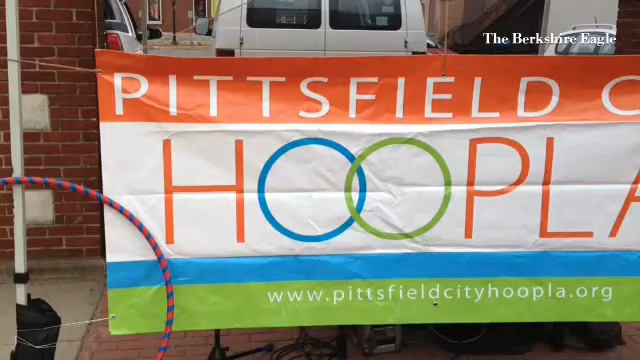 The Berkshire Eagle
PITTSFIELD C
HOOPLA
www.pittsfieldcityhoopla.org